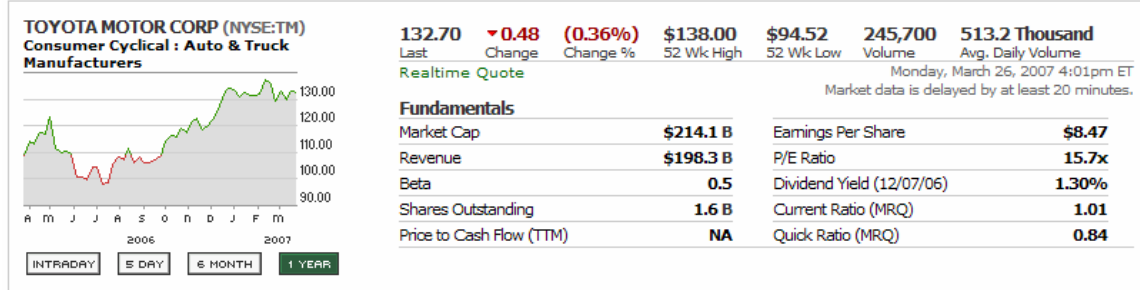 TOYOTA MOTOR CORP (NYSE:TM)
Consumer Cyclical : Auto & Truck
Manufacturers
130.00
120.00
110.00
100.00
90.00
A M J J A S O N D J F M
2006 2007
INTRADAY 5 DAY 6 MONTH 1 YEAR
132.70 ▼0.48 (0.36%) $138.00 $94.52 245,700 513.2 Thousand
Last Change Change % 52 Wk High 52 Wk Low Volume Avg. Daily Volume
Realtime Quote Monday, March 26, 2007 4:01pm ET
Market data is delayed by at least 20 minutes.
Fundamentals
Market Cap $214.1 B Earnings Per Share $8.47
Revenue $198.3 B P/E Ratio 15.7x
Beta 0.5 Dividend Yield (12/07/06) 1.30%
Shares Outstanding 1.6 B Current Ratio (MRQ) 1.01
Price to Cash Flow (TTM) NA Quick Ratio (MRQ) 0.84